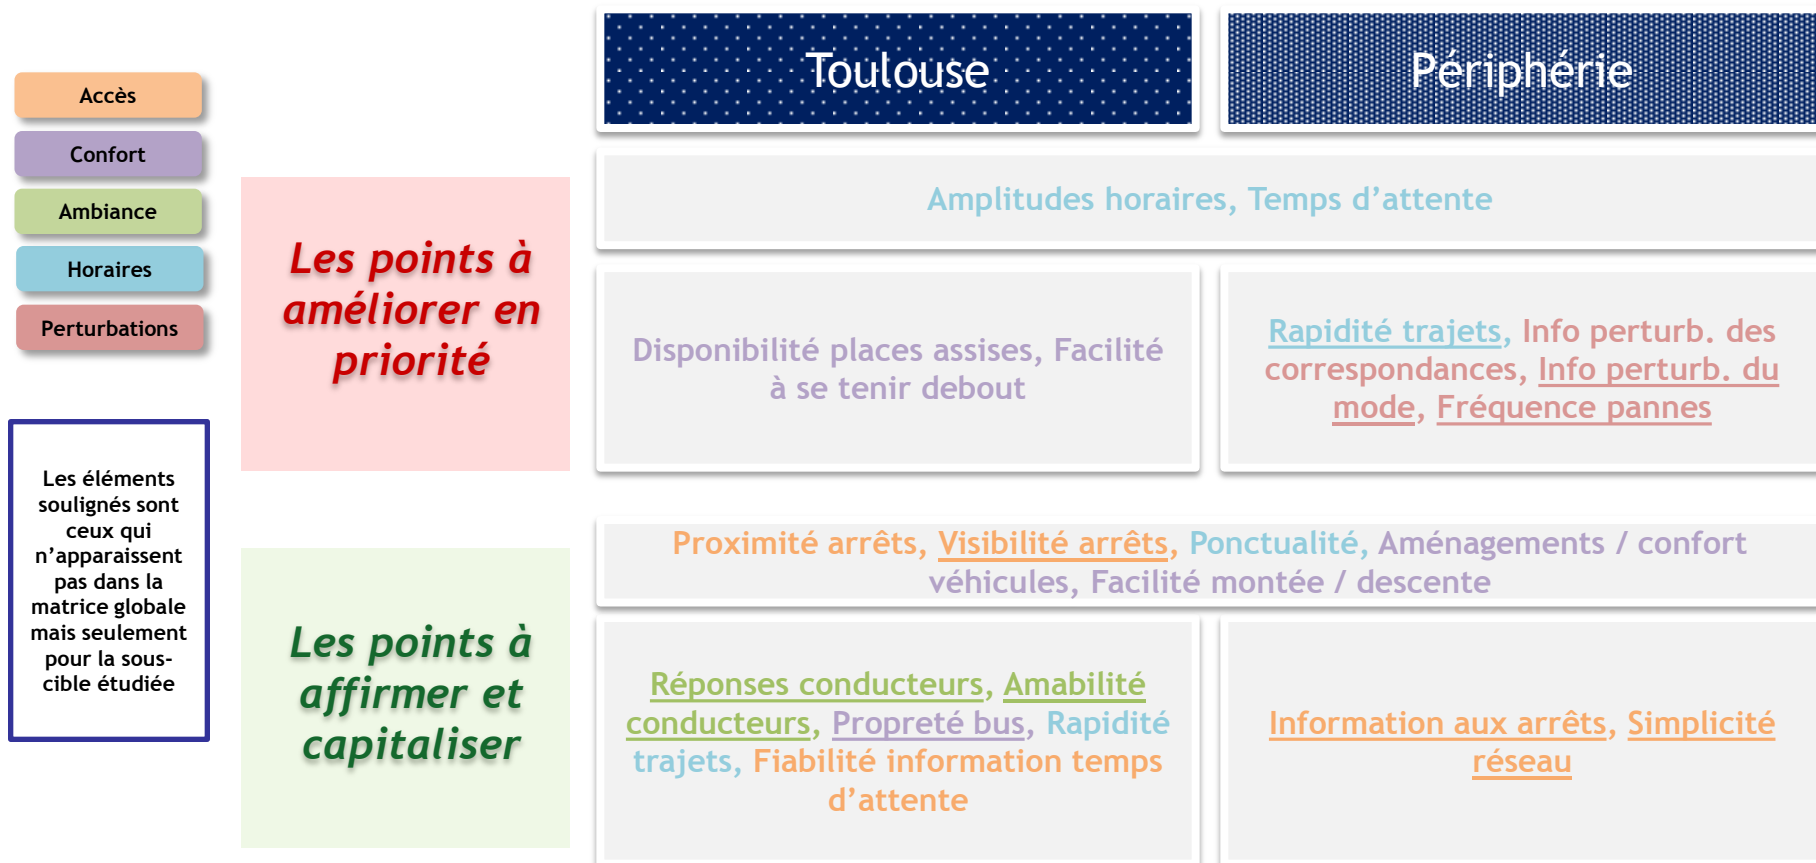 Toulouse
Périphérie
Accès
Confort
Ambiance
Horaires
Perturbations
Les éléments
soulignés sont
ceux qui
n’apparaissent
pas dans la
matrice globale
mais seulement
pour la sous-
cible étudiée
Les points à
améliorer en
priorité
Amplitudes horaires, Temps d’attente
Disponibilité places assises, Facilité
à se tenir debout
Rapidité trajets, Info perturb. des
correspondances, Info perturb. du
mode, Fréquence pannes
Les points à
affirmer et
capitaliser
Proximité arrêts, Visibilité arrêts, Ponctualité, Aménagements / confort
véhicules, Facilité montée / descente
Réponses conducteurs, Amabilité
conducteurs, Propreté bus, Rapidité
trajets, Fiabilité information temps
d’attente
Information aux arrêts, Simplicité
réseau